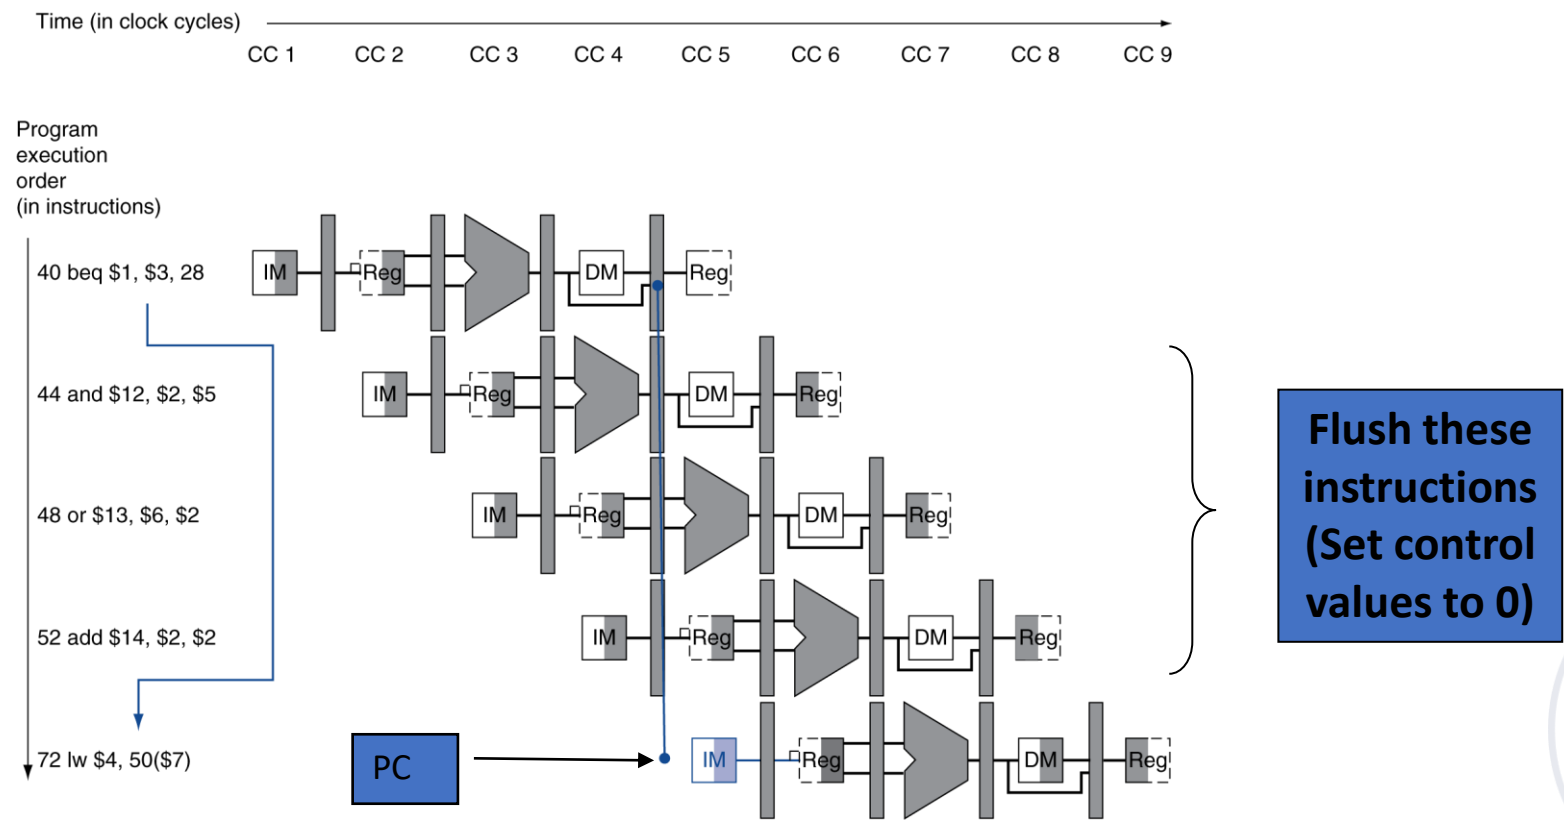 Time (in clock cycles)
CC 1 CC 2 CC 3 CC 4 CC 5 CC 6 CC 7 CC 8 CC 9
Program
execution
order
(in instructions)
40 beq $1, $3, 28
IM Reg DM Reg
44 and $12, $2, $5
IM Reg DM Reg
48 or $13, $6, $2
IM Reg DM Reg
52 add $14, $2, $2
IM Reg DM Reg
72 lw $4, 50($7)
PC
IM Reg DM Reg
Flush these
instructions
(Set control
values to 0)